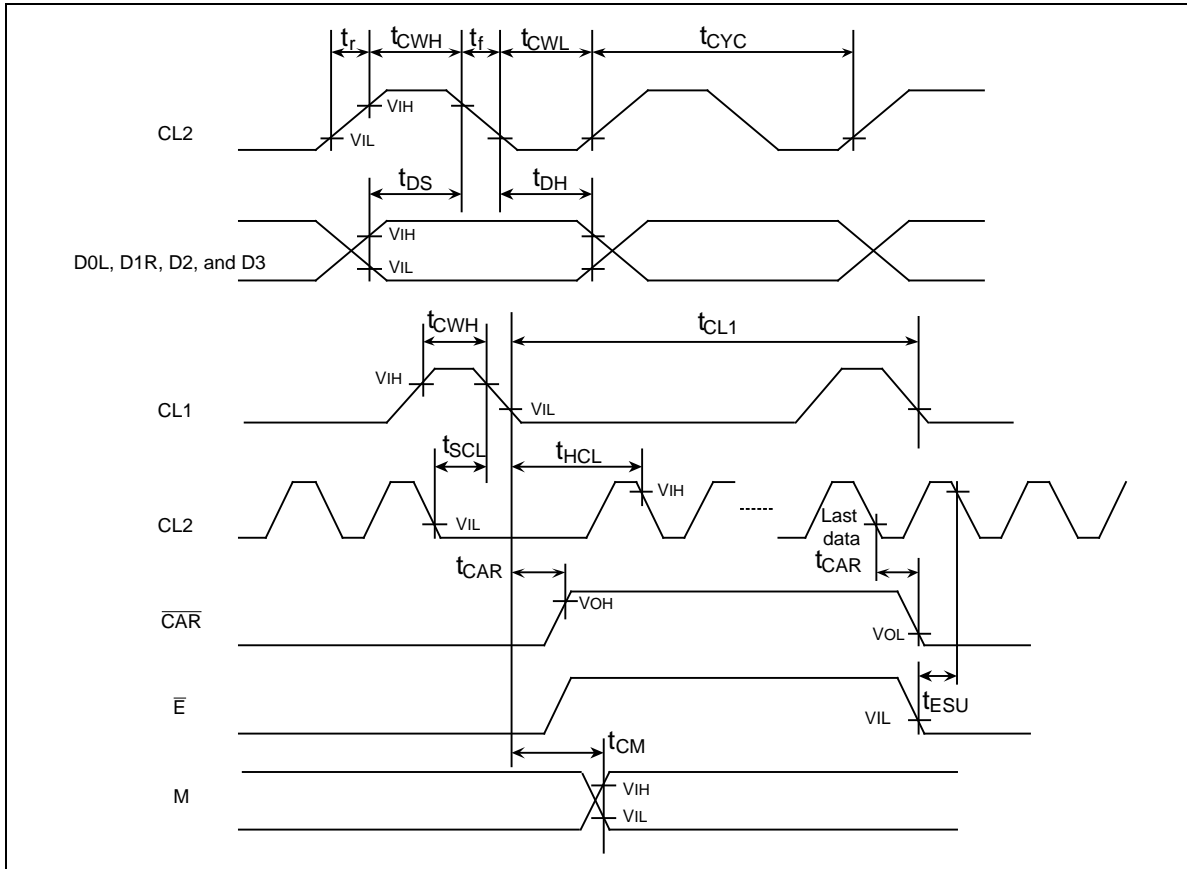 tr tCWH tf tCWL tCYC
VIH
CL2
VIL
tDS tDH
VIH
D0L, D1R, D2, and D3
VIL
tCWH tCL1
VIH
CL1
VIL
tSCL tHCL
VIH
CL2
VIL
Last
data
tCAR tCAR
CAR
VOH
VOL
E
VIL
tESU
tCM
M
VIH
VIL